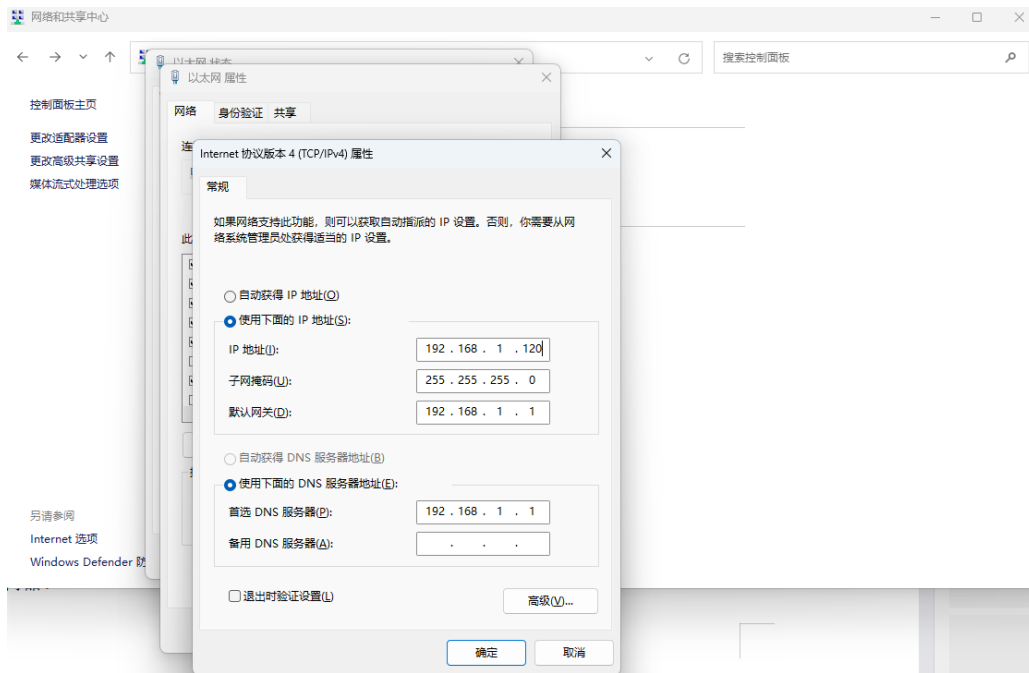 网络和共享中心
搜索控制面板
以太网 状态
以太网 属性
控制面板主页
更改适配器设置
更改高级共享设置
媒体流式处理选项
网络 身份验证 共享
连
此
Internet 协议版本 4 (TCP/IPv4) 属性
常规
如果网络支持此功能，则可以获取自动指派的 IP 设置。否则，你需要从网
络系统管理员处获得适当的 IP 设置。
自动获得 IP 地址(O)
使用下面的 IP 地址(S):
IP 地址(I): 192 . 168 . 1 . 120
子网掩码(U): 255 . 255 . 255 . 0
默认网关(D): 192 . 168 . 1 . 1
自动获得 DNS 服务器地址(B)
使用下面的 DNS 服务器地址(E):
首选 DNS 服务器(P): 192 . 168 . 1 . 1
备用 DNS 服务器(A): . . .
退出时验证设置(L)
高级(V)...
确定 取消
另请参阅
Internet 选项
Windows Defender 防